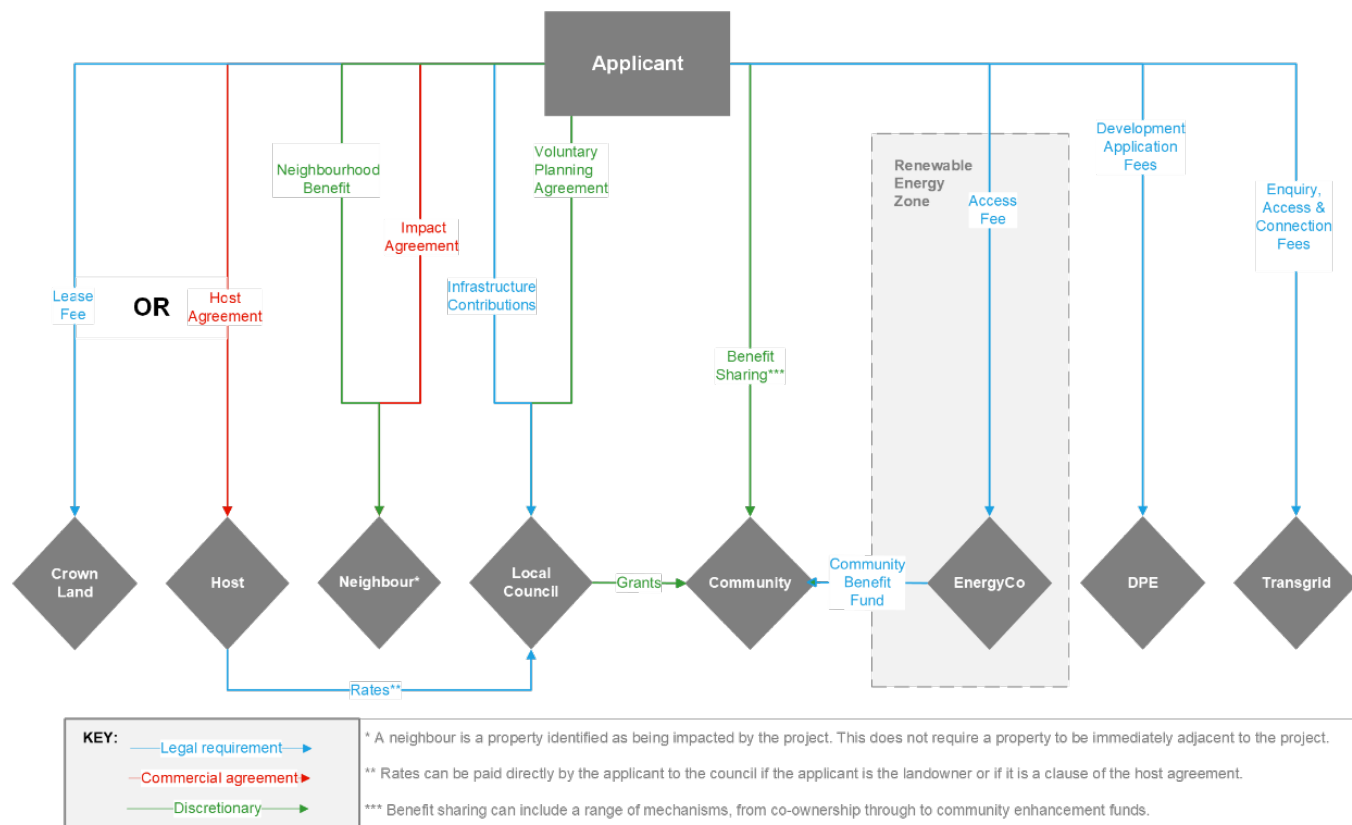 Applicant
Neighbourhood
Benefit
Voluntary
Planning
Agreement
Development
Application
Fees
Renewable
Energy
Zone
Enquiry,
Access &
Connection
Fees
Access
Fee
Impact
Agreement
Lease
Fee
OR
Host
Agreement
Infrastructure
Contributions
Benefit
Sharing***
Crown
Land
Host
Neighbour*
Local
Council
Grants
Community
Community
Benefit
Fund
EnergyCo
DPE
Transgrid
Rates**
KEY:
Legal requirement
Commercial agreement
Discretionary
* A neighbour is a property identified as being impacted by the project. This does not require a property to be immediately adjacent to the project.
** Rates can be paid directly by the applicant to the council if the applicant is the landowner or if it is a clause of the host agreement.
*** Benefit sharing can include a range of mechanisms, from co-ownership through to community enhancement funds.